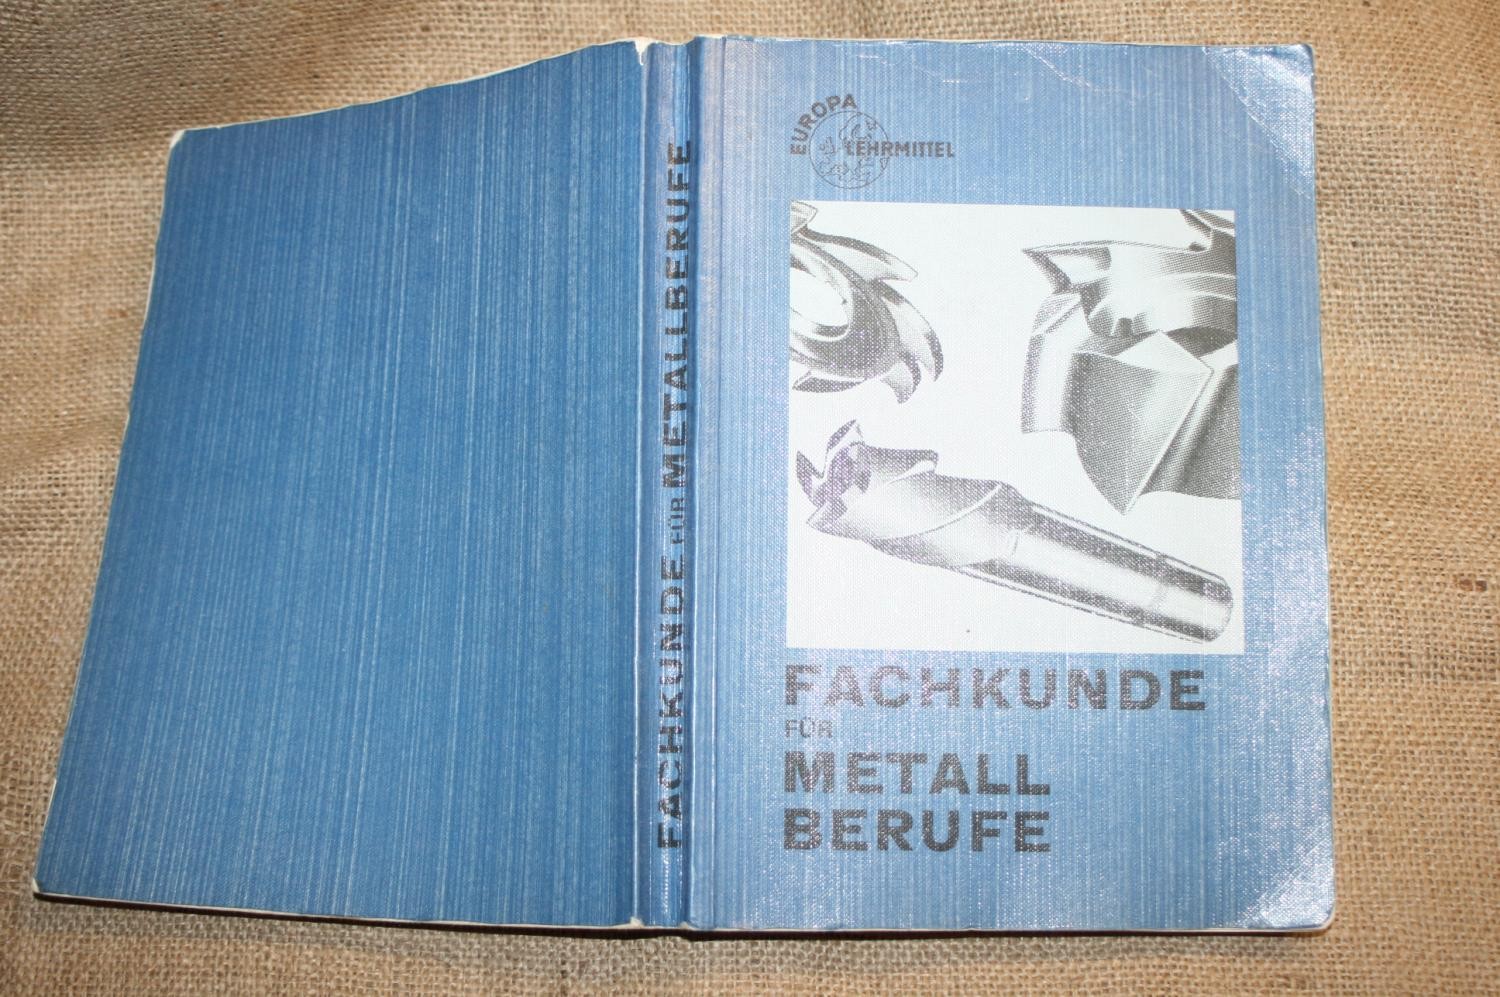 FACHKUNDE FÜR METALLBERUFE
EUROPA
LEHRMITTEL
FACHKUNDE
FÜR
METALL
BERUFE